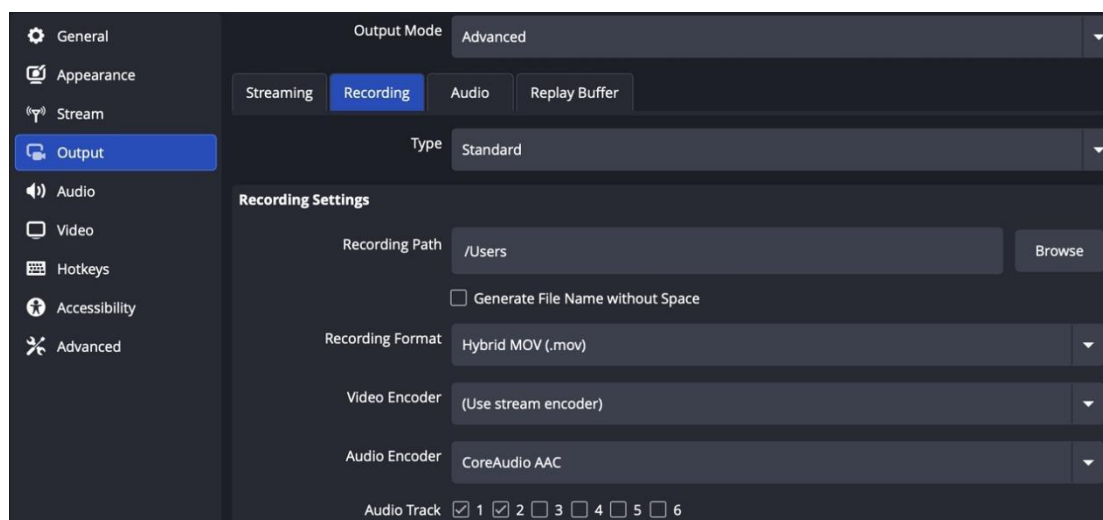 General
Appearance
Stream
Output
Audio
Video
Hotkeys
Accessibility
Advanced
Output Mode Advanced
Streaming Recording Audio Replay Buffer
Type Standard
Recording Settings
Recording Path /Users Browse
Generate File Name without Space
Recording Format Hybrid MOV (.mov)
Video Encoder (Use stream encoder)
Audio Encoder CoreAudio AAC
Audio Track 1 2 3 4 5 6